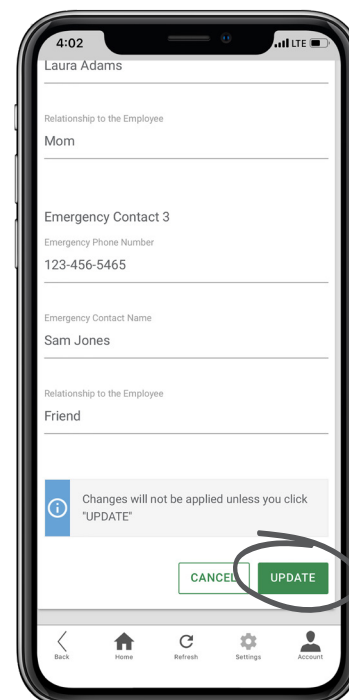 4:02
LTE
Laura Adams
Relationship to the Employee
Mom
Emergency Contact 3
Emergency Phone Number
123-456-5465
Emergency Contact Name
Sam Jones
Relationship to the Employee
Friend
Changes will not be applied unless you click
"UPDATE"
CANCEL
UPDATE
Back
Home
Refresh
Settings
Account